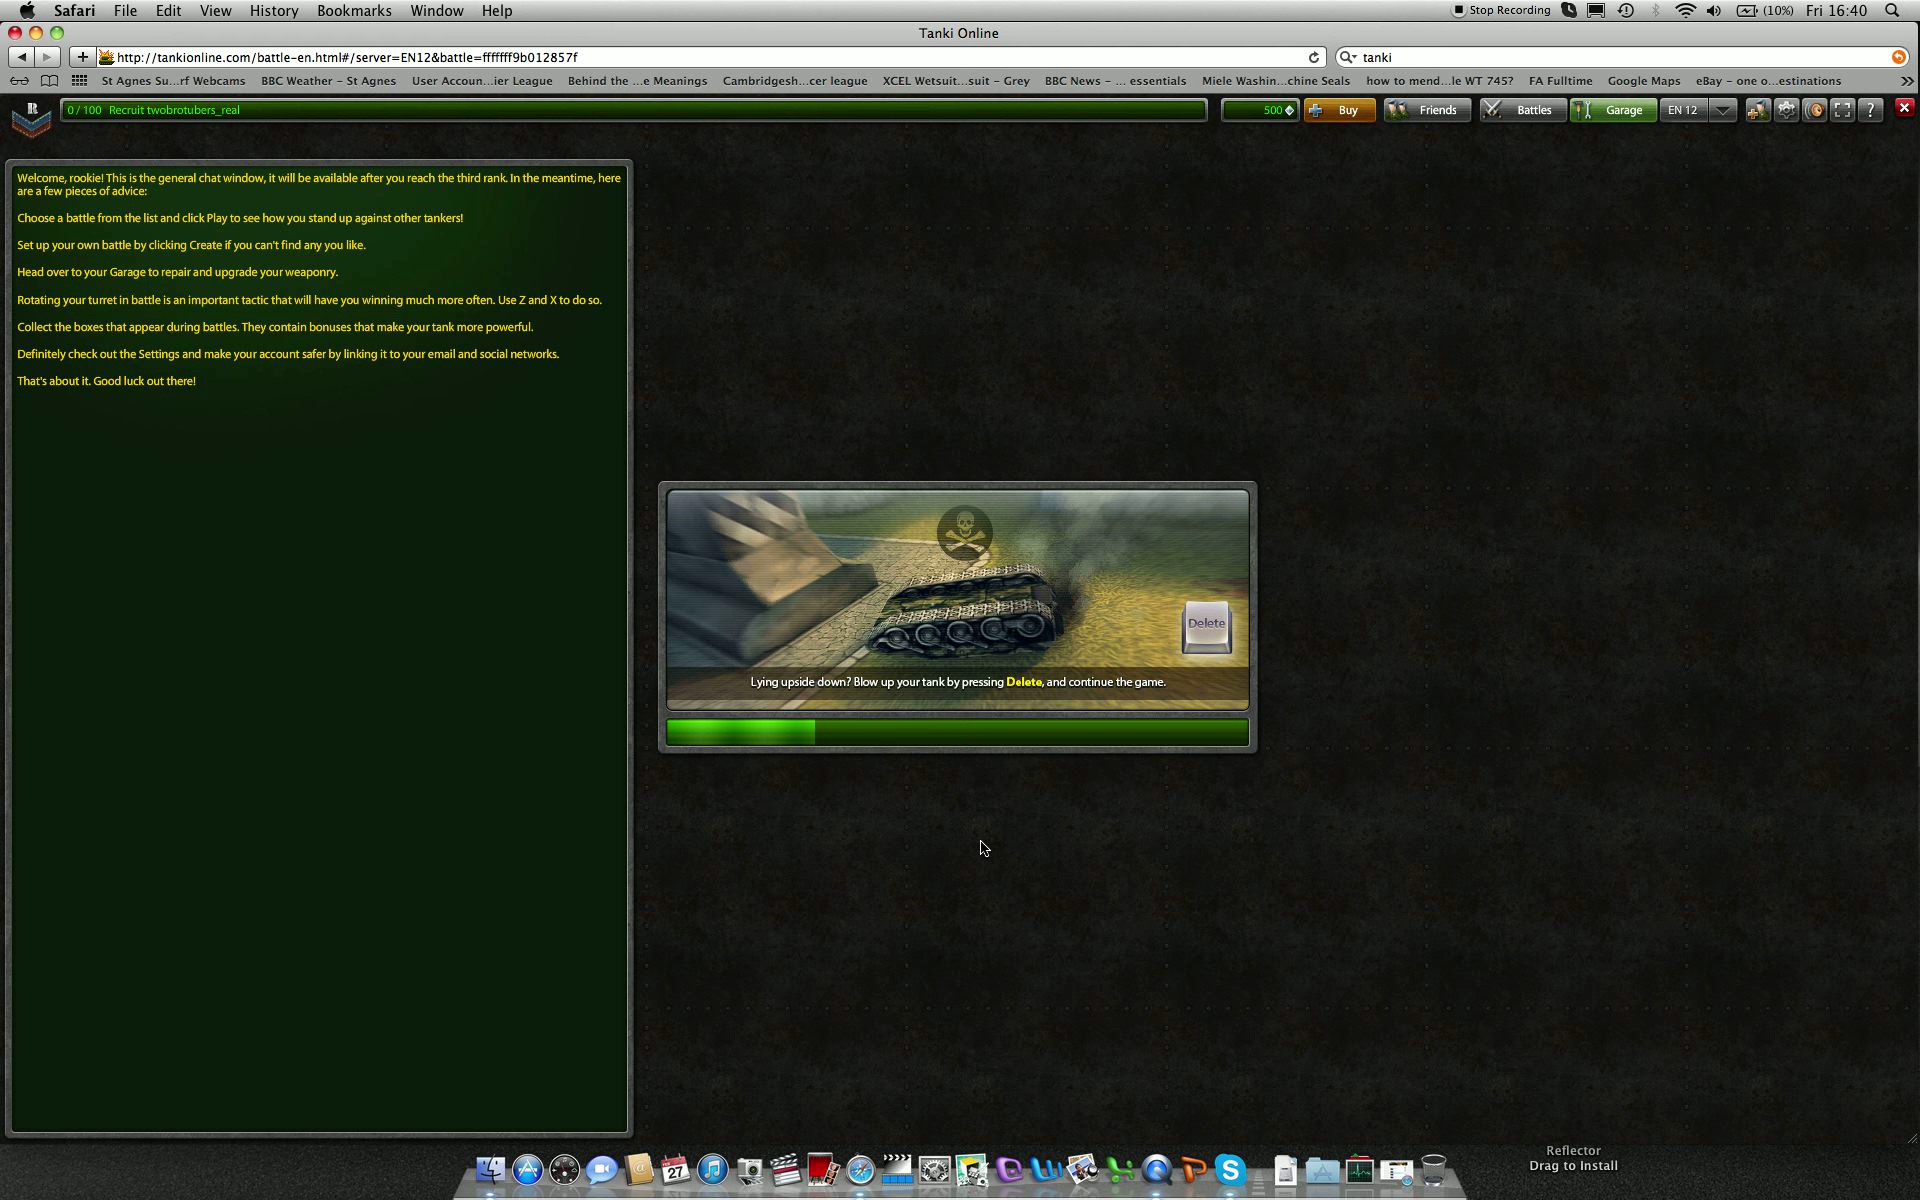 Safari File Edit View History Bookmarks Window Help Stop Recording (10%) Fri 16:40
Tanki Online
http://tankionline.com/battle-en.html#/server=EN12&battle=fffffff9b012857f tanki
St Agnes Su...rf Webcams BBC Weather – St Agnes User Accoun...ier League Behind the ...e Meanings Cambridgesh...cer league XCEL Wetsuit...suit – Grey BBC News – ... essentials Miele Washin...chine Seals how to mend...le WT 745? FA Fulltime Google Maps eBay – one o...estinations
R 0 / 100 Recruit twobrotubers_real 500 Buy Friends Battles Garage EN 12 ?
Welcome, rookie! This is the general chat window, it will be available after you reach the third rank. In the meantime, here
are a few pieces of advice:
Choose a battle from the list and click Play to see how you stand up against other tankers!
Set up your own battle by clicking Create if you can't find any you like.
Head over to your Garage to repair and upgrade your weaponry.
Rotating your turret in battle is an important tactic that will have you winning much more often. Use Z and X to do so.
Collect the boxes that appear during battles. They contain bonuses that make your tank more powerful.
Definitely check out the Settings and make your account safer by linking it to your email and social networks.
That's about it. Good luck out there!
Delete
Lying upside down? Blow up your tank by pressing Delete, and continue the game.
Reflector
Drag to Install
27